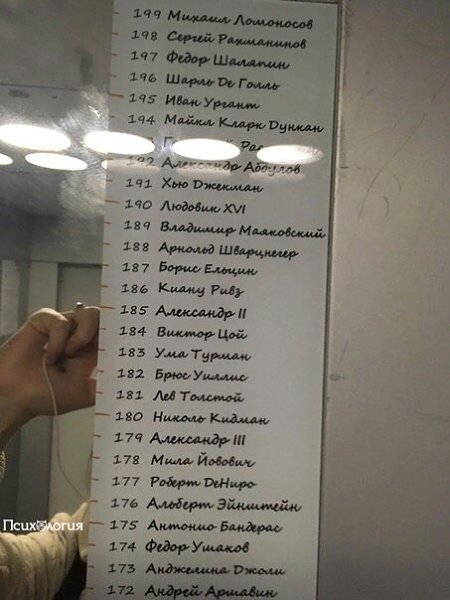 199 Михаил Ломоносов
198 Сергей Рахманинов
197 Федор Шаляпин
196 Шарль Де Голль
195 Иван Ургант
194 Майкл Кларк Дункан
192 Александр Абдулов
191 Хью Джекман
190 Людовик XVI
189 Владимир Маяковский
188 Арнольд Шварцнегер
187 Борис Ельцин
186 Киану Ривз
185 Александр II
184 Виктор Цой
183 Ума Турман
182 Брюс Уиллис
181 Лев Толстой
180 Николь Кидман
179 Александр III
178 Мила Йовович
177 Роберт ДеНиро
176 Альберт Эйнштейн
175 Антонио Бандерас
174 Федор Ушаков
173 Анджелина Джоли
172 Андрей Аршавин
Психология